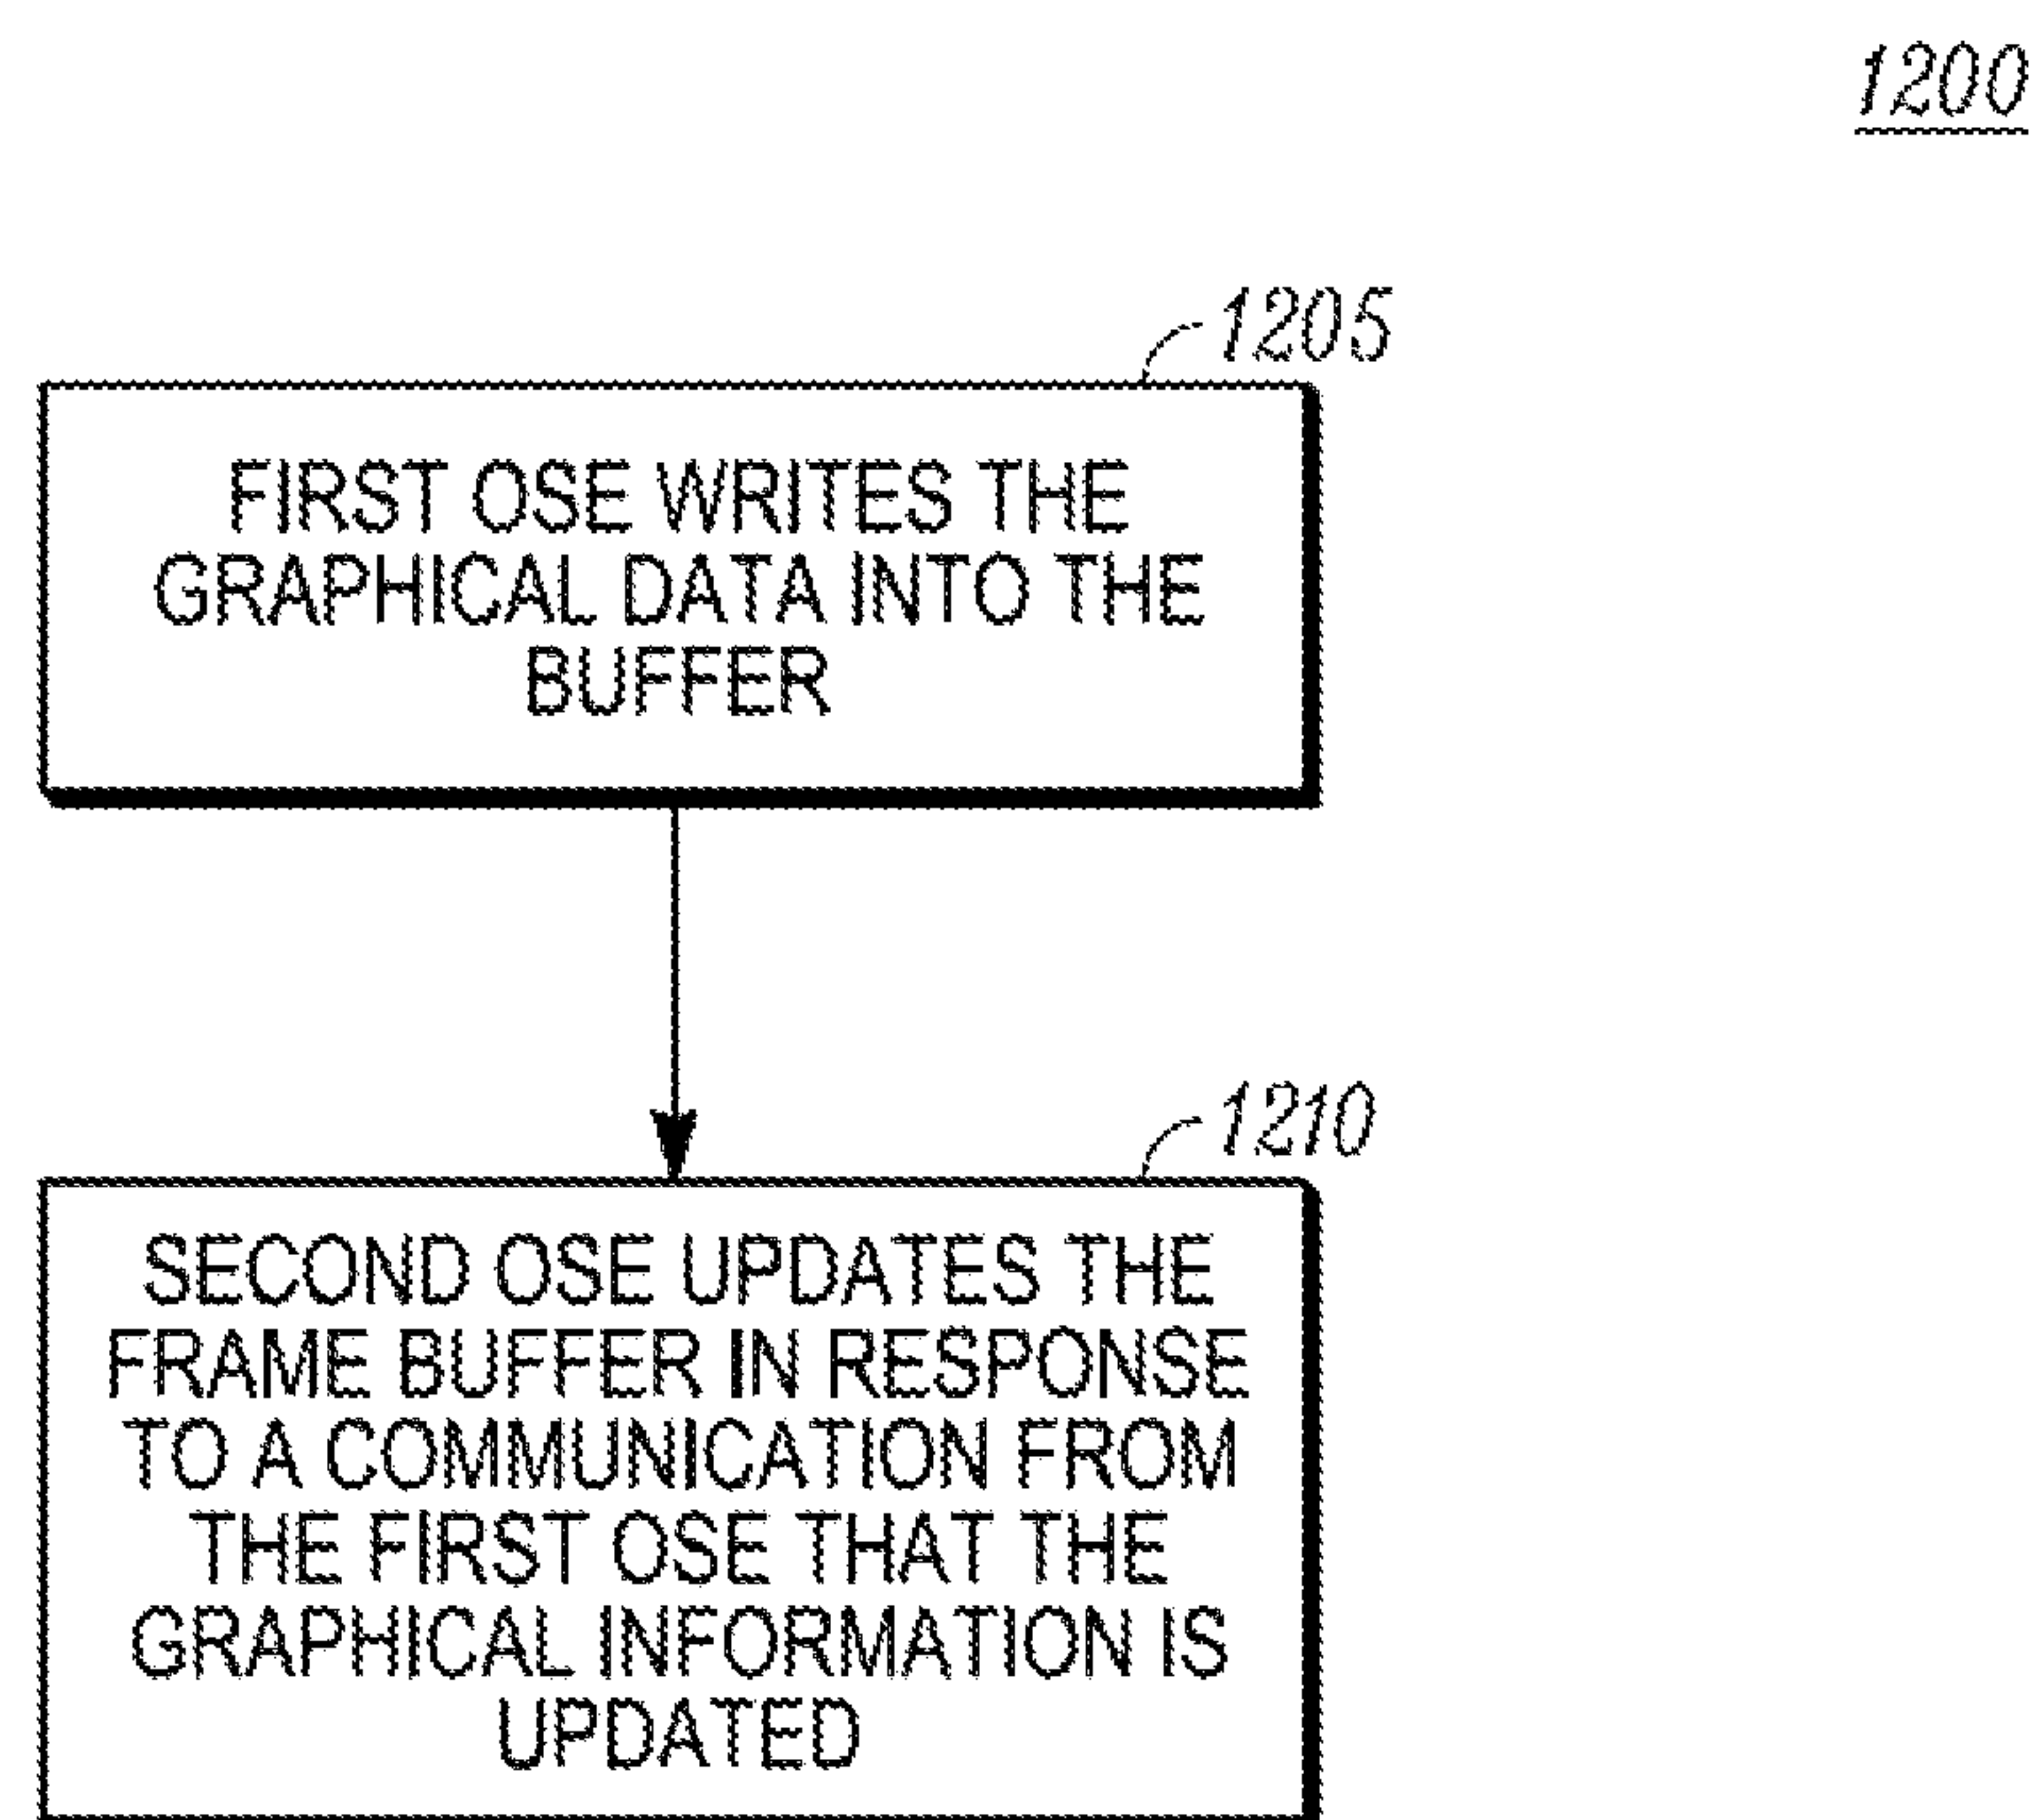 1200
1205
FIRST OSE WRITES THE
GRAPHICAL DATA INTO THE
BUFFER
1210
SECOND OSE UPDATES THE
FRAME BUFFER IN RESPONSE
TO A COMMUNICATION FROM
THE FIRST OSE THAT THE
GRAPHICAL INFORMATION IS
UPDATED